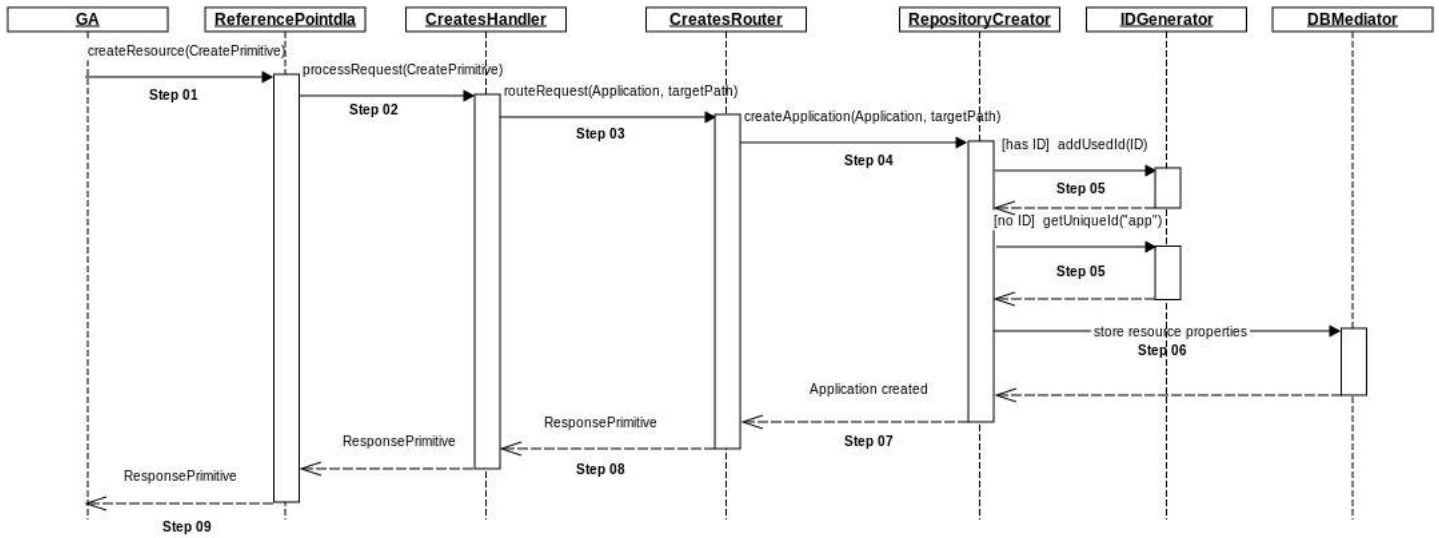 GA
ReferencePointdIa
CreatesHandler
CreatesRouter
RepositoryCreator
IDGenerator
DBMediator
createResource(CreatePrimitive)
Step 01
processRequest(CreatePrimitive)
Step 02
routeRequest(Application, targetPath)
Step 03
createApplication(Application, targetPath)
Step 04
[has ID] addUsedId(ID)
Step 05
[no ID] getUniqueId("app")
Step 05
store resource properties
Step 06
Application created
Step 07
ResponsePrimitive
Step 08
ResponsePrimitive
ResponsePrimitive
Step 09